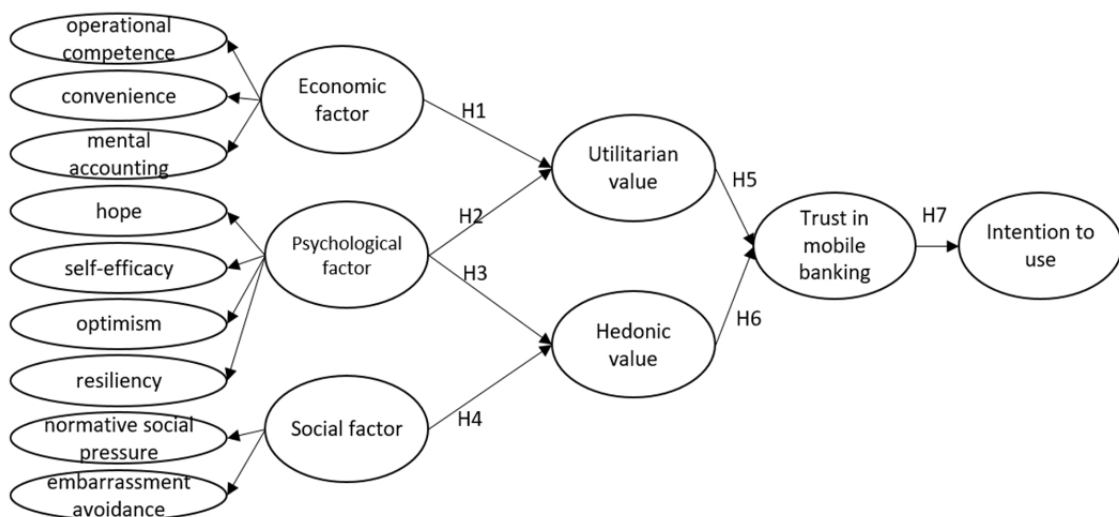 operational
competence
convenience
mental
accounting
hope
self-efficacy
optimism
resiliency
normative social
pressure
embarrassment
avoidance
Economic
factor
Psychological
factor
Social factor
H1
H2
H3
H4
Utilitarian
value
Hedonic
value
H5
H6
Trust in
mobile
banking
H7
Intention to
use